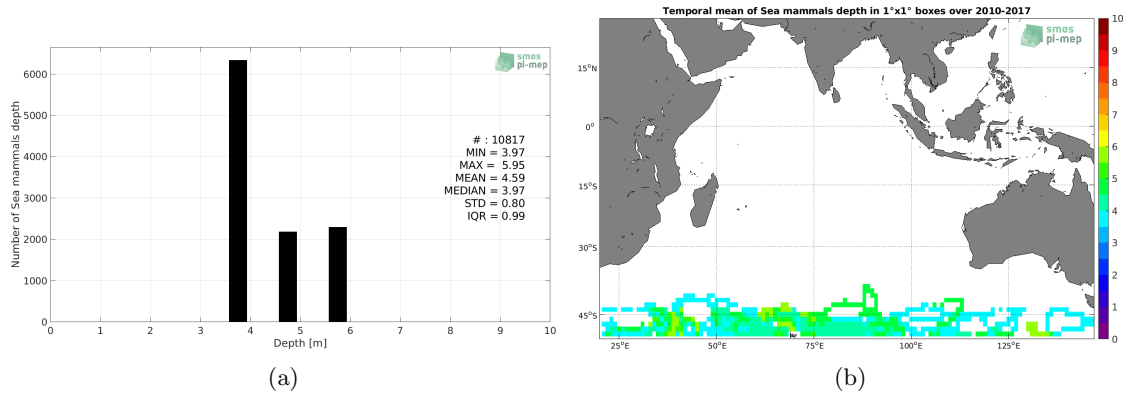 smos
pi-mep
Number of Sea mammals depth
6000
5000
4000
3000
2000
1000
0
# : 10817
MIN = 3.97
MAX = 5.95
MEAN = 4.59
MEDIAN = 3.97
STD = 0.80
IQR = 0.99
0 1 2 3 4 5 6 7 8 9 10
Depth [m]
(a)
Temporal mean of Sea mammals depth in 1°x1° boxes over 2010-2017
smos
pi-mep
15°N
0°
15°S
30°S
45°S
25°E 50°E 75°E 100°E 125°E
10
9
8
7
6
5
4
3
2
1
0
(b)